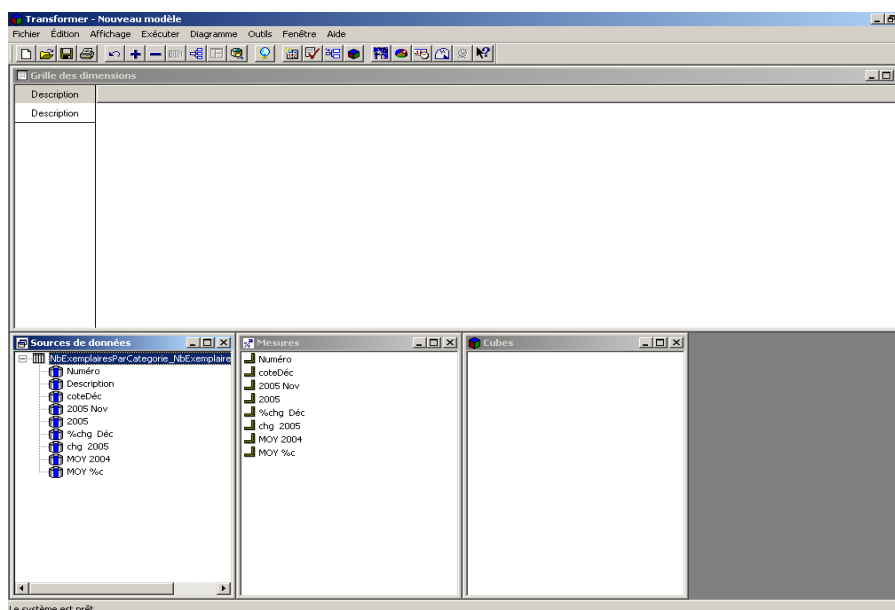 Transformer - Nouveau modèle
Fichier Édition Affichage Exécuter Diagramme Outils Fenêtre Aide
Grille des dimensions
Description
Description
Sources de données
NbExemplairesParCategorie_NbExemplaire
Numéro
Description
coteDéc
2005 Nov
2005
%chg Déc
chg 2005
MOY 2004
MOY %c
Mesures
Numéro
coteDéc
2005 Nov
2005
%chg Déc
chg 2005
MOY 2004
MOY %c
Cubes
Le système est prêt